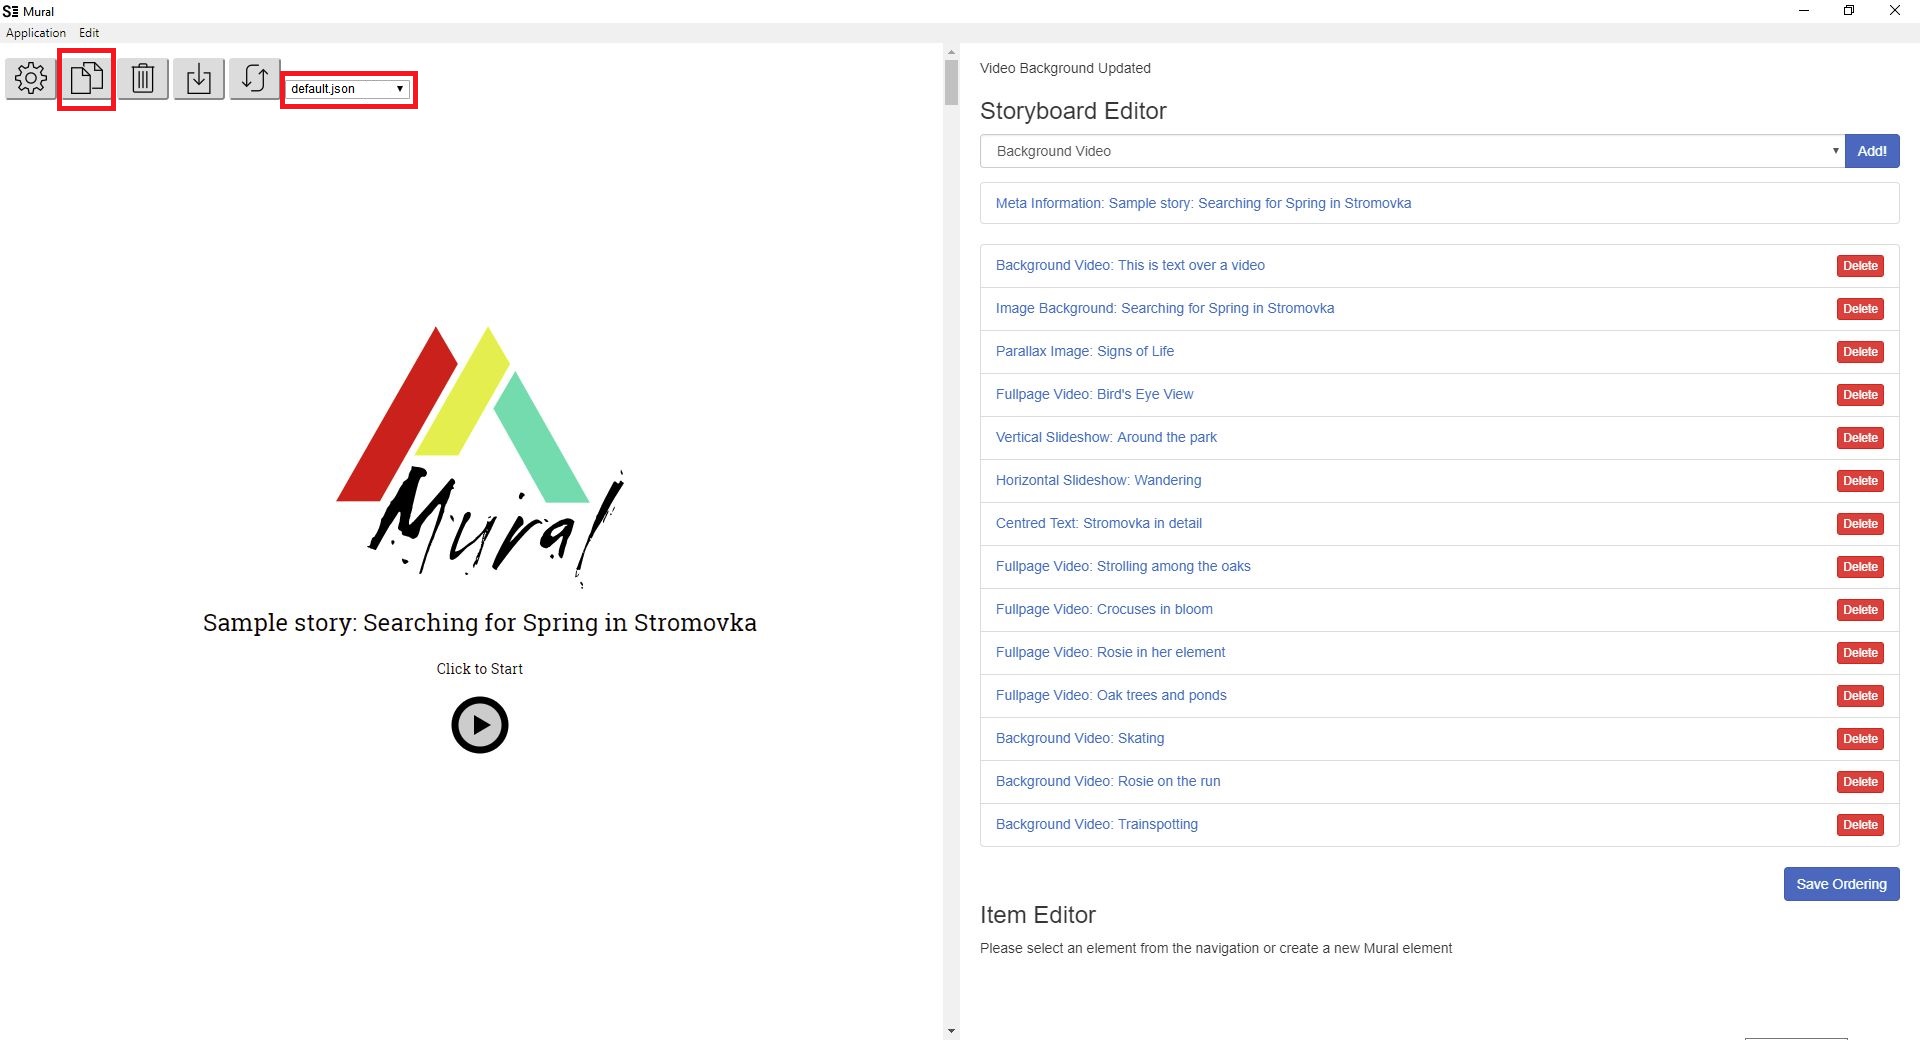 Mural
Application Edit
default.json
Mural
Sample story: Searching for Spring in Stromovka
Click to Start
Video Background Updated
Storyboard Editor
Background Video
Add!
Meta Information: Sample story: Searching for Spring in Stromovka
Background Video: This is text over a video Delete
Image Background: Searching for Spring in Stromovka Delete
Parallax Image: Signs of Life Delete
Fullpage Video: Bird's Eye View Delete
Vertical Slideshow: Around the park Delete
Horizontal Slideshow: Wandering Delete
Centred Text: Stromovka in detail Delete
Fullpage Video: Strolling among the oaks Delete
Fullpage Video: Crocuses in bloom Delete
Fullpage Video: Rosie in her element Delete
Fullpage Video: Oak trees and ponds Delete
Background Video: Skating Delete
Background Video: Rosie on the run Delete
Background Video: Trainspotting Delete
Save Ordering
Item Editor
Please select an element from the navigation or create a new Mural element